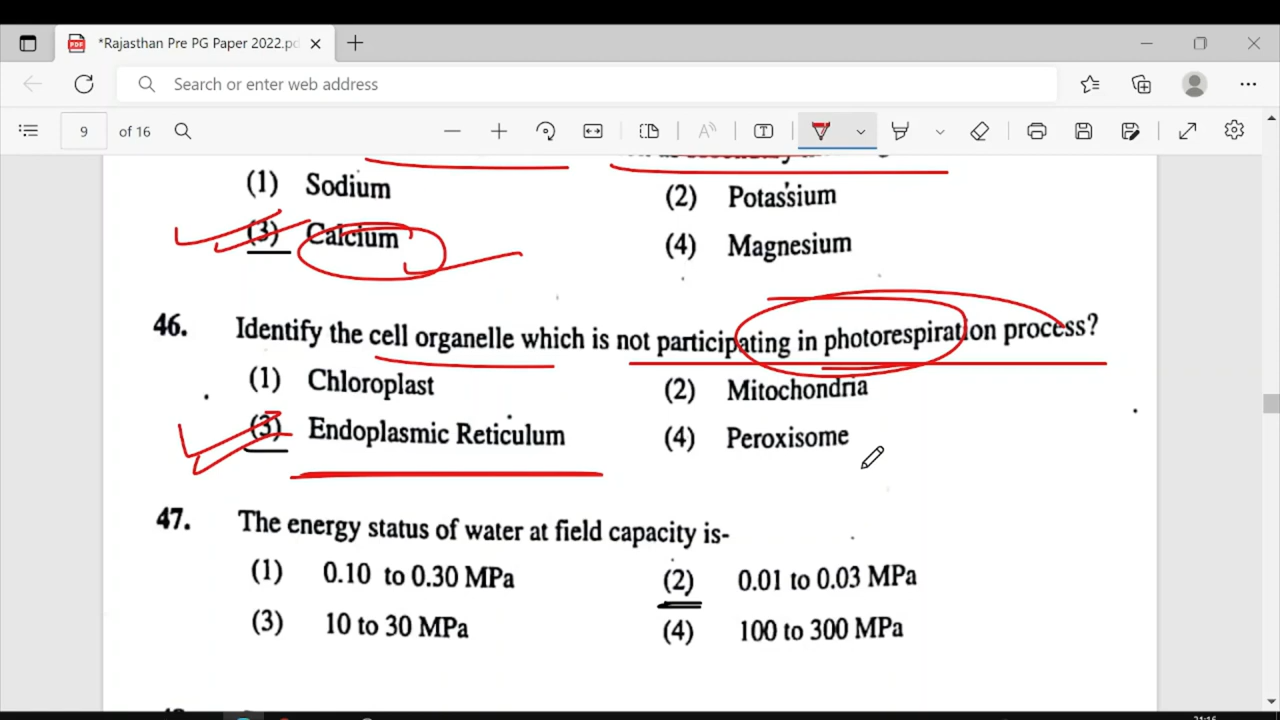 *Rajasthan Pre PG Paper 2022.pd
Search or enter web address
9 of 16
(1) Sodium (2) Potassium
(3) Calcium (4) Magnesium
46. Identify the cell organelle which is not participating in photorespiration process?
(1) Chloroplast (2) Mitochondria
(3) Endoplasmic Reticulum (4) Peroxisome
47. The energy status of water at field capacity is-
(1) 0.10 to 0.30 MPa (2) 0.01 to 0.03 MPa
(3) 10 to 30 MPa (4) 100 to 300 MPa